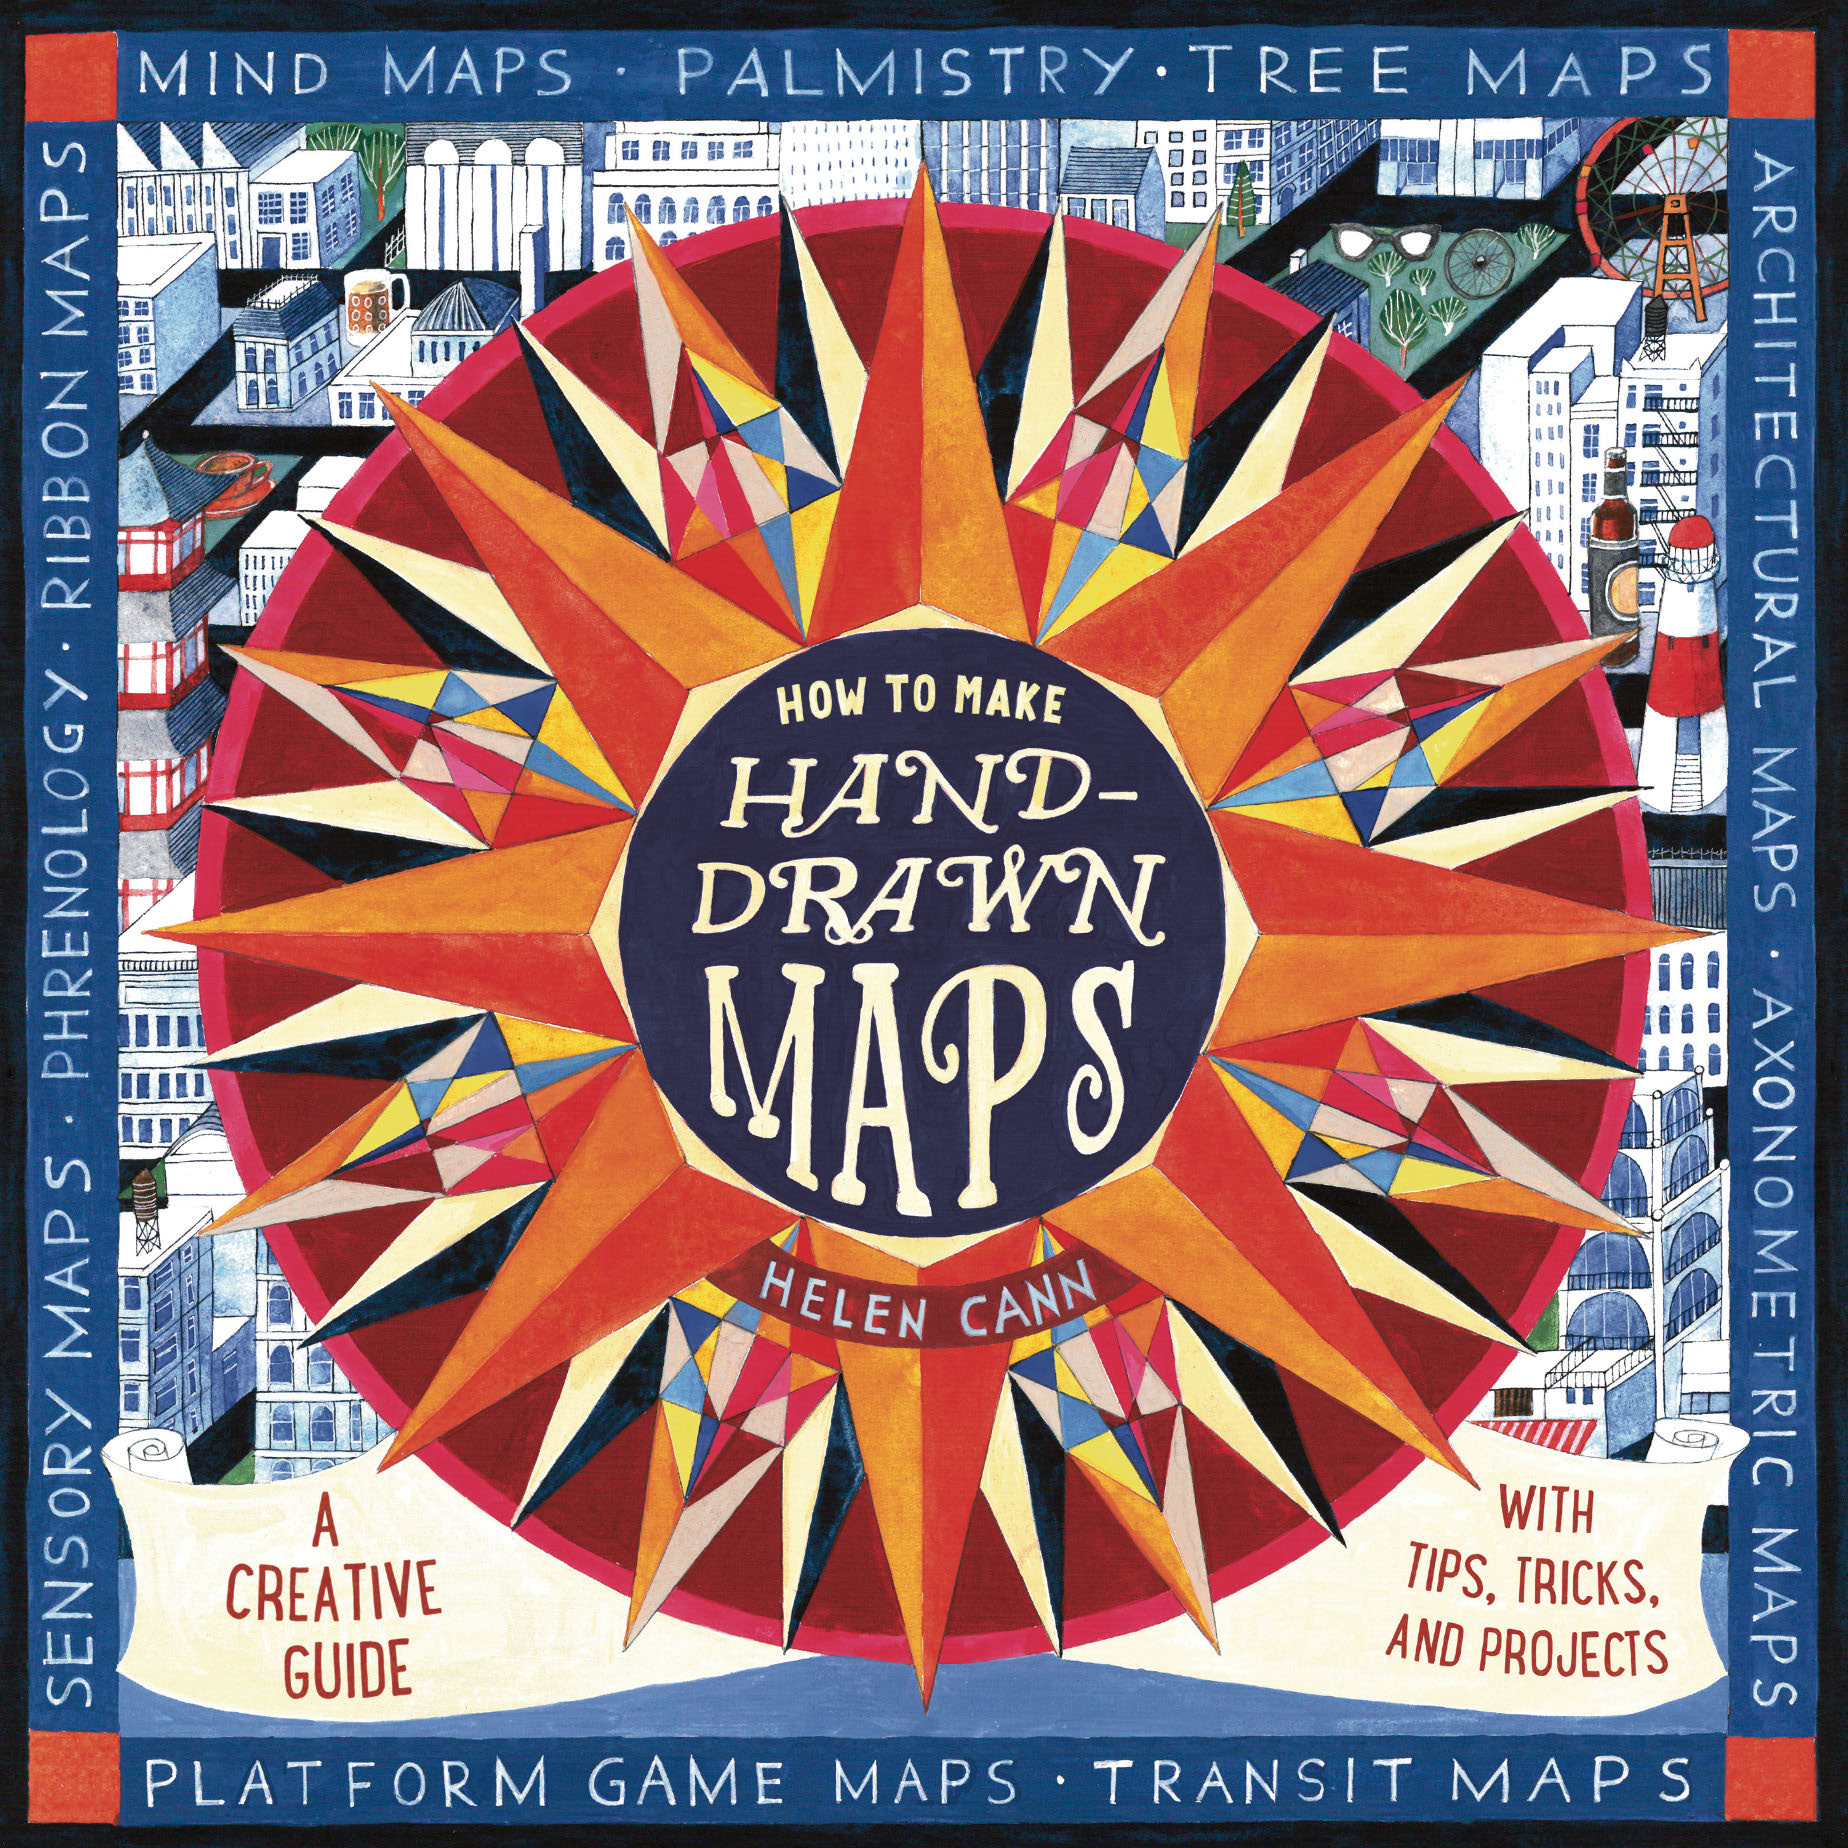 MIND MAPS · PALMISTRY · TREE MAPS
ARCHITECTURAL MAPS · AXONOMETRIC MAPS
SENSORY MAPS · PHRENOLOGY · RIBBON MAPS
HOW TO MAKE
HAND-
DRAWN
MAPS
HELEN CANN
A
CREATIVE
GUIDE
WITH
TIPS, TRICKS,
AND PROJECTS
PLATFORM GAME MAPS · TRANSIT MAPS